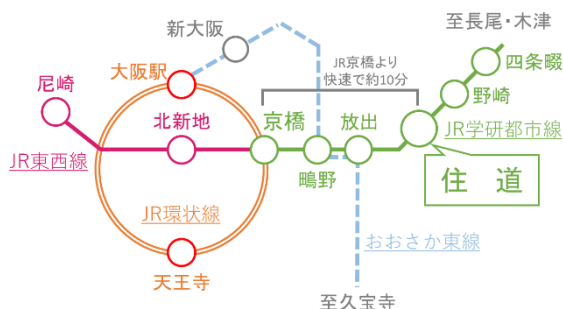 新大阪
至長尾・木津
大阪駅
JR京橋より
快速で約10分
四条畷
尼崎
野崎
北新地
京橋
放出
JR学研都市線
JR東西線
鴫野
住 道
JR環状線
おおさか東線
天王寺
至久宝寺